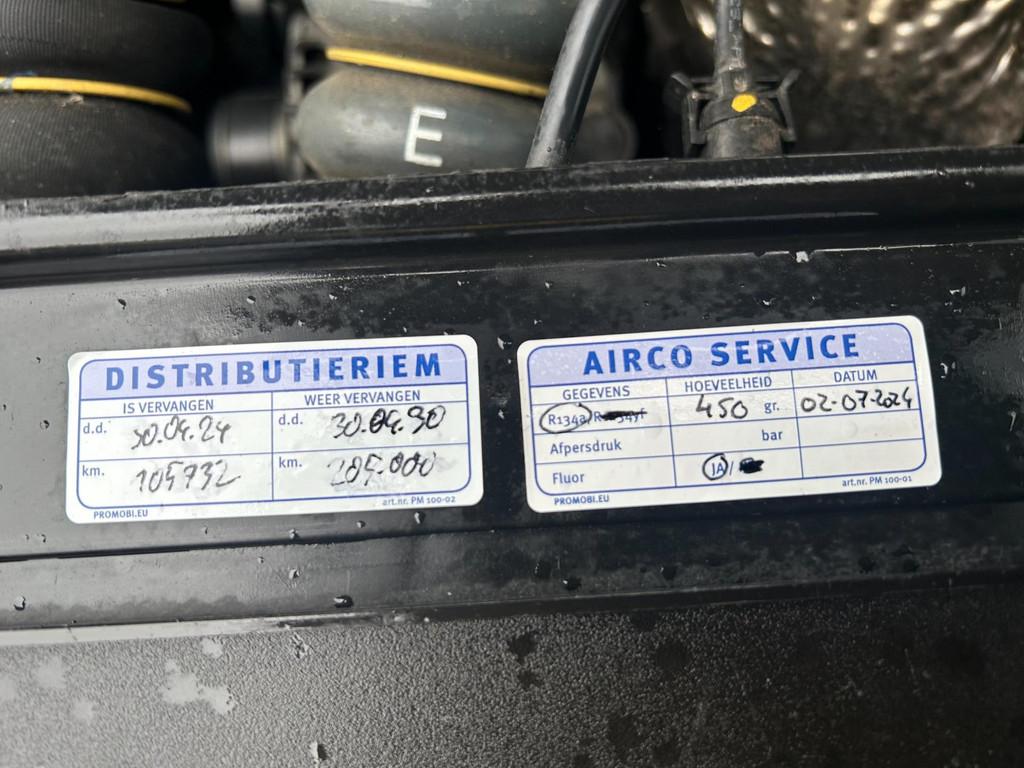 E
DISTRIBUTIERIEM
IS VERVANGEN WEER VERVANGEN
d.d. 30.04.24 d.d. 30.04.30
km. 105732 km. 205.000
PROMOBI.EU art.nr. PM 100-02
AIRCO SERVICE
GEGEVENS HOEVEELHEID DATUM
R134a/ 450 gr. 02-07-2024
Afpersdruk bar
Fluor JA/
PROMOBI.EU art.nr. PM 100-01